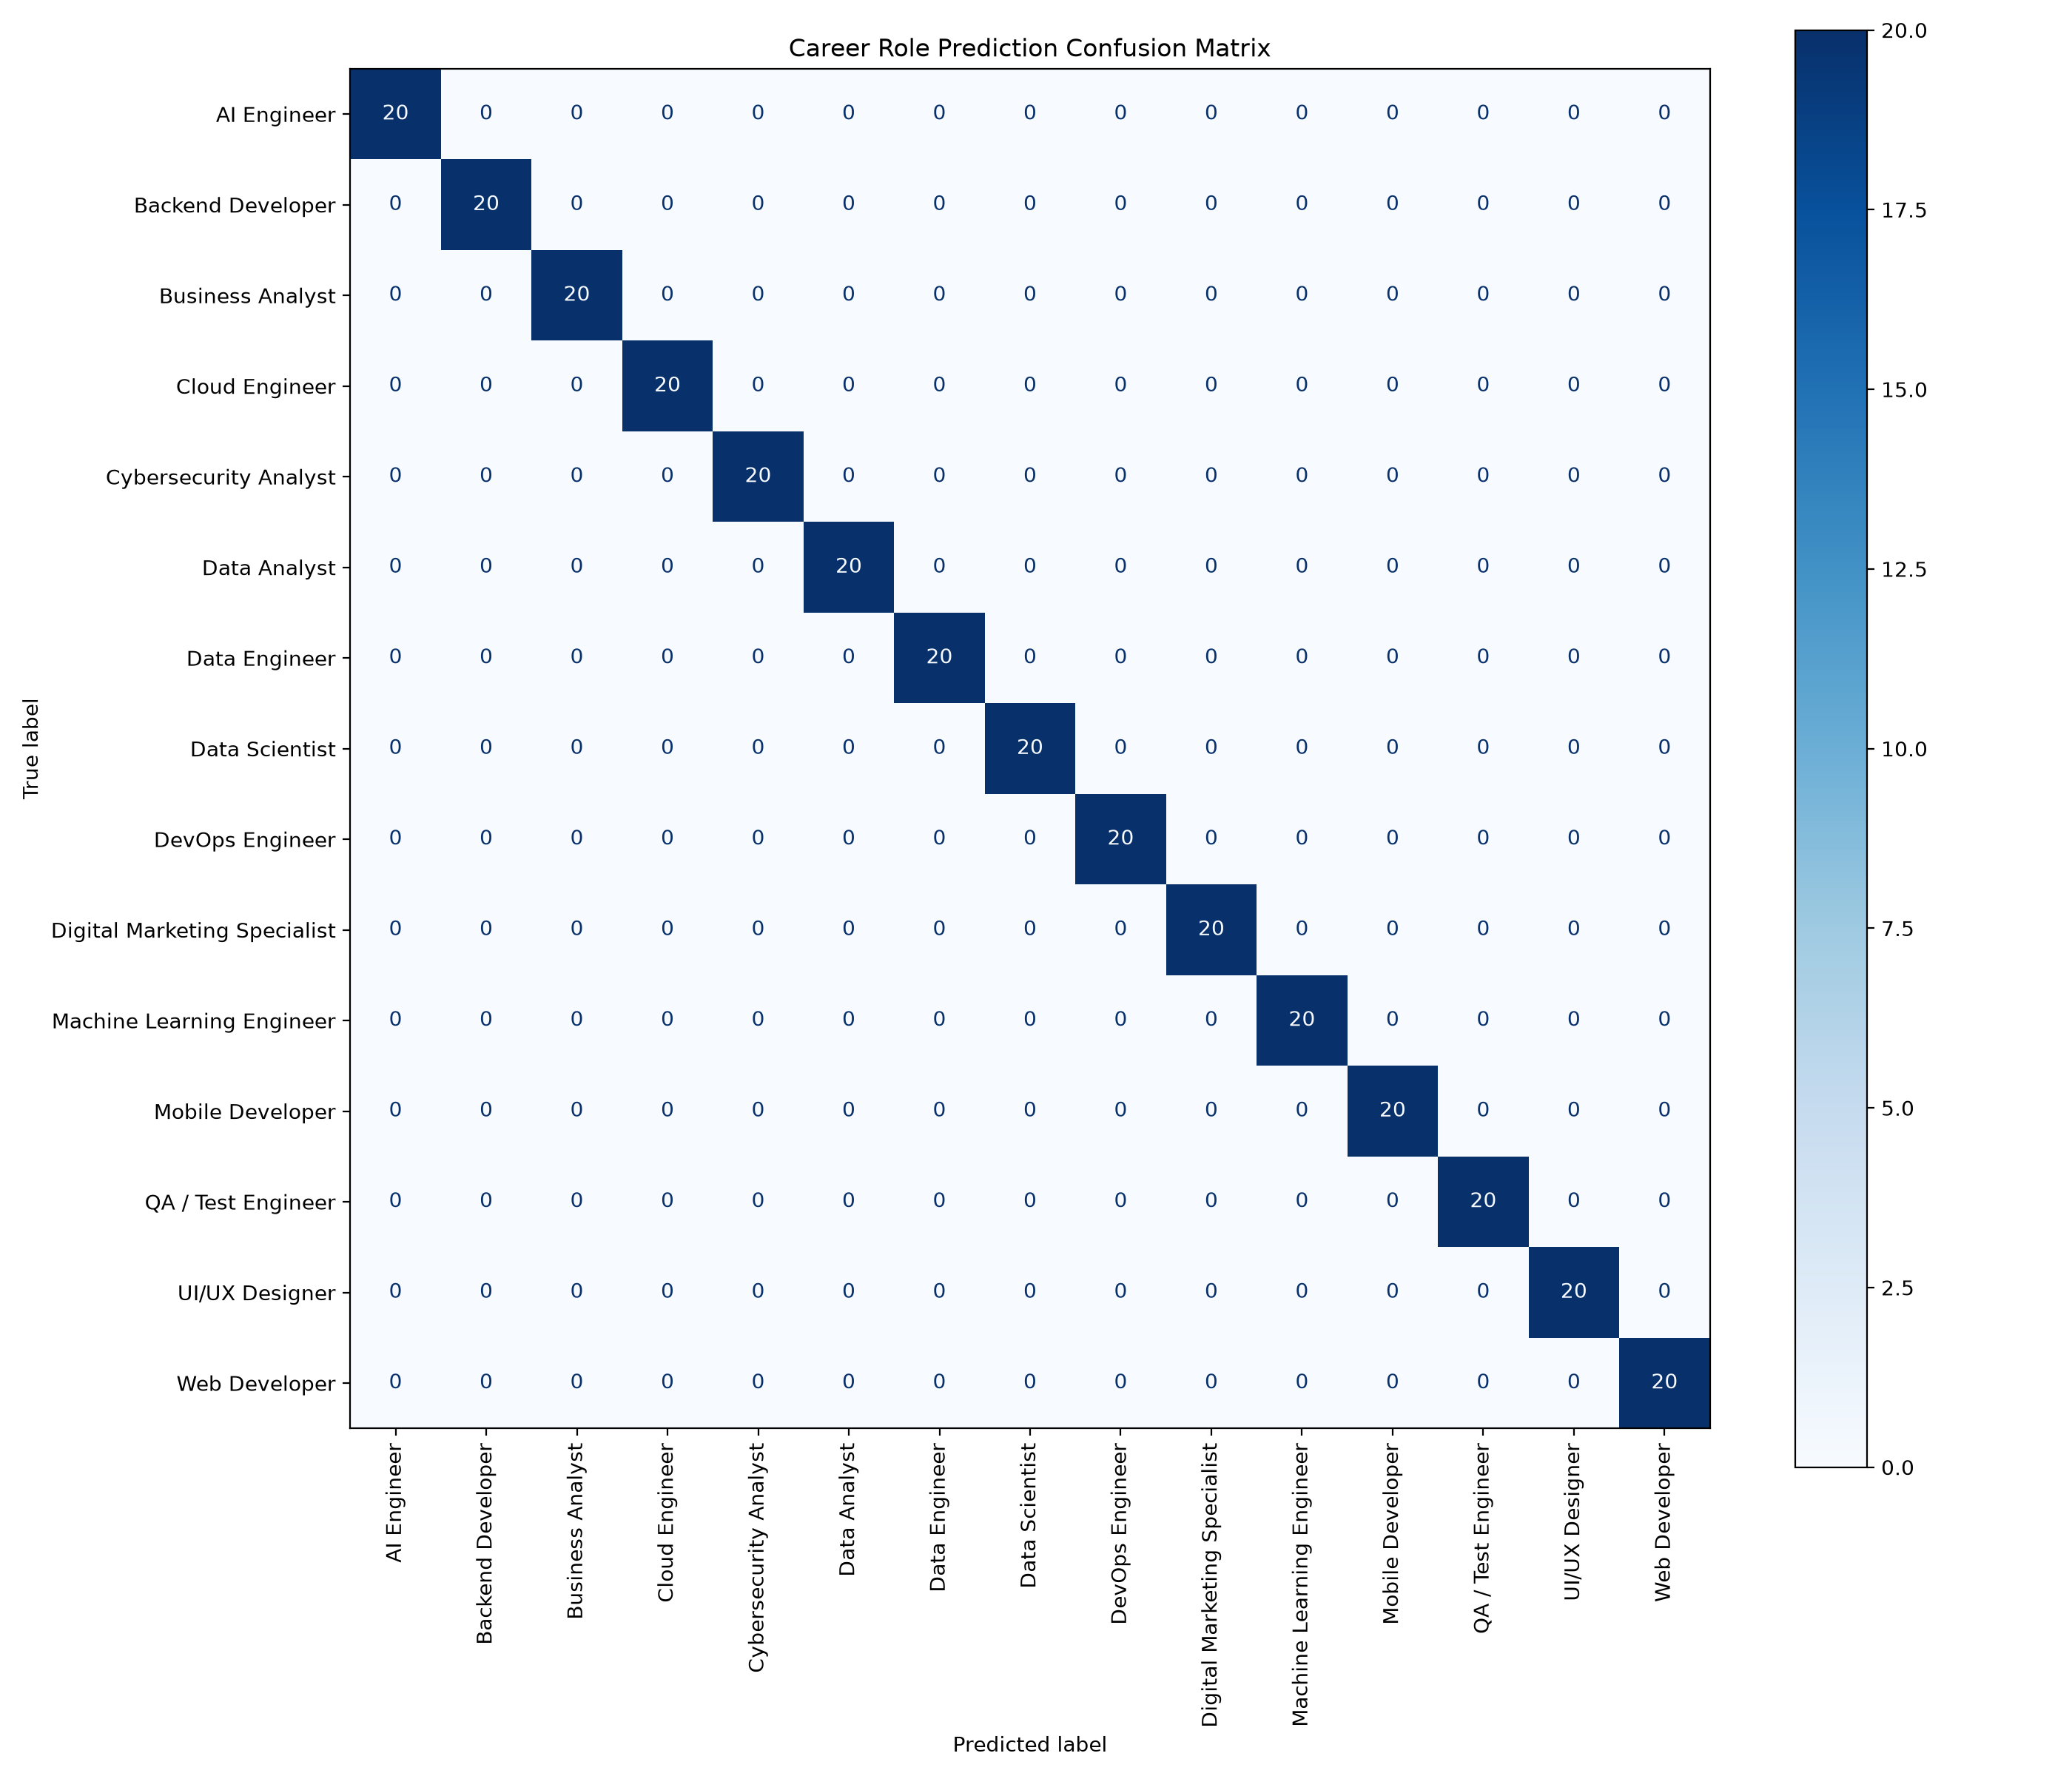 Career Role Prediction Confusion Matrix
AI Engineer 20 0 0 0 0 0 0 0 0 0 0 0 0 0 0
Backend Developer 0 20 0 0 0 0 0 0 0 0 0 0 0 0 0
Business Analyst 0 0 20 0 0 0 0 0 0 0 0 0 0 0 0
Cloud Engineer 0 0 0 20 0 0 0 0 0 0 0 0 0 0 0
Cybersecurity Analyst 0 0 0 0 20 0 0 0 0 0 0 0 0 0 0
Data Analyst 0 0 0 0 0 20 0 0 0 0 0 0 0 0 0
Data Engineer 0 0 0 0 0 0 20 0 0 0 0 0 0 0 0
Data Scientist 0 0 0 0 0 0 0 20 0 0 0 0 0 0 0
DevOps Engineer 0 0 0 0 0 0 0 0 20 0 0 0 0 0 0
Digital Marketing Specialist 0 0 0 0 0 0 0 0 0 20 0 0 0 0 0
Machine Learning Engineer 0 0 0 0 0 0 0 0 0 0 20 0 0 0 0
Mobile Developer 0 0 0 0 0 0 0 0 0 0 0 20 0 0 0
QA / Test Engineer 0 0 0 0 0 0 0 0 0 0 0 0 20 0 0
UI/UX Designer 0 0 0 0 0 0 0 0 0 0 0 0 0 20 0
Web Developer 0 0 0 0 0 0 0 0 0 0 0 0 0 0 20
True label
AI Engineer
Backend Developer
Business Analyst
Cloud Engineer
Cybersecurity Analyst
Data Analyst
Data Engineer
Data Scientist
DevOps Engineer
Digital Marketing Specialist
Machine Learning Engineer
Mobile Developer
QA / Test Engineer
UI/UX Designer
Web Developer
Predicted label
20.0
17.5
15.0
12.5
10.0
7.5
5.0
2.5
0.0